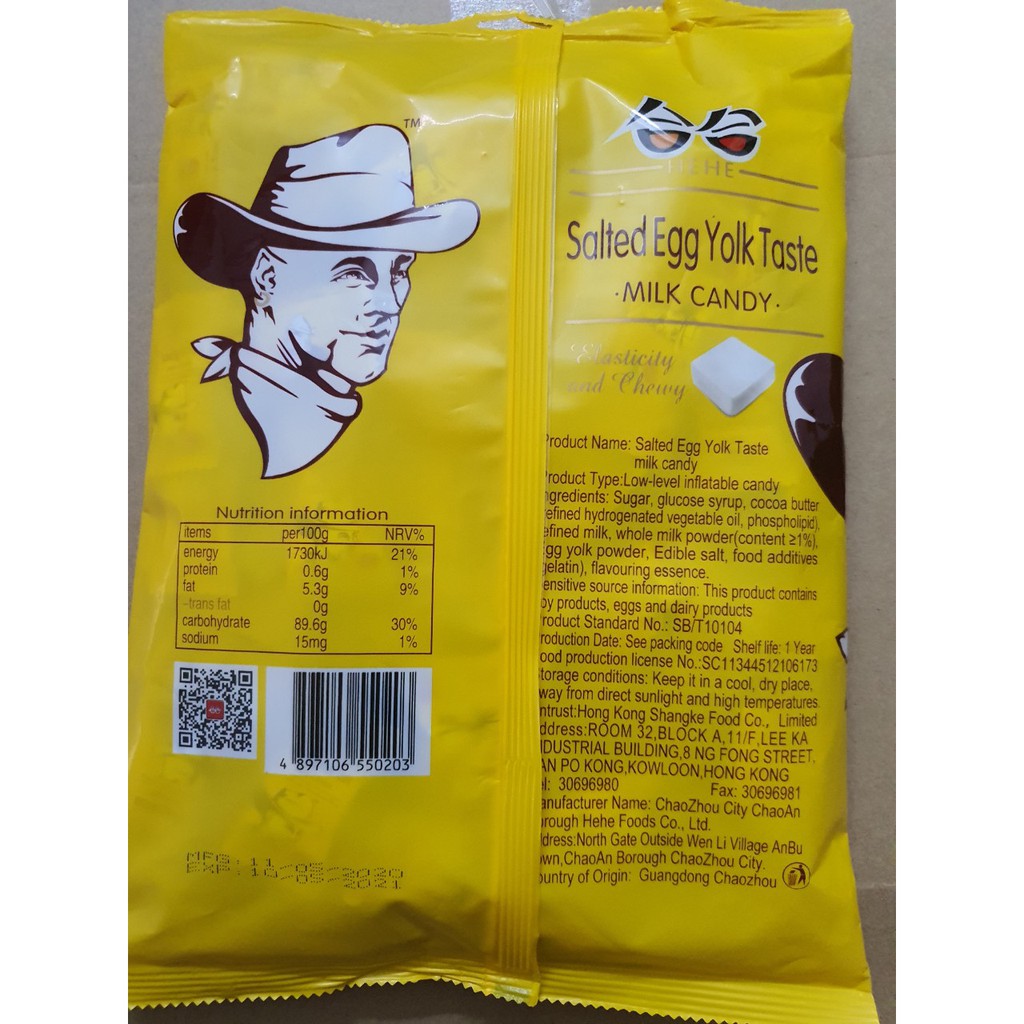 TM
HEHE
Salted Egg Yolk Taste
·MILK CANDY·
Elasticity
and Chewy
Nutrition information
items per100g NRV%
energy 1730kJ 21%
protein 0.6g 1%
fat 5.3g 9%
-trans fat 0g
carbohydrate 89.6g 30%
sodium 15mg 1%
4 897106 550203
MFG: 11/05/2020
EXP: 10/05/2021
Product Name: Salted Egg Yolk Taste
milk candy
Product Type:Low-level inflatable candy
ngredients: Sugar, glucose syrup, cocoa butter
efined hydrogenated vegetable oil, phospholipid),
efined milk, whole milk powder(content ≥1%),
gg yolk powder, Edible salt, food additives
gelatin), flavouring essence.
ensitive source information: This product contains
oy products, eggs and dairy products
roduct Standard No.: SB/T10104
roduction Date: See packing code Shelf life: 1 Year
ood production license No.:SC11344512106173
torage conditions: Keep it in a cool, dry place,
way from direct sunlight and high temperatures.
ntrust:Hong Kong Shangke Food Co., Limited
ddress:ROOM 32,BLOCK A,11/F,LEE KA
NDUSTRIAL BUILDING,8 NG FONG STREET,
AN PO KONG,KOWLOON,HONG KONG
el: 30696980 Fax: 30696981
anufacturer Name: ChaoZhou City ChaoAn
orough Hehe Foods Co., Ltd.
ddress:North Gate Outside Wen Li Village AnBu
own,ChaoAn Borough ChaoZhou City.
ountry of Origin: Guangdong Chaozhou